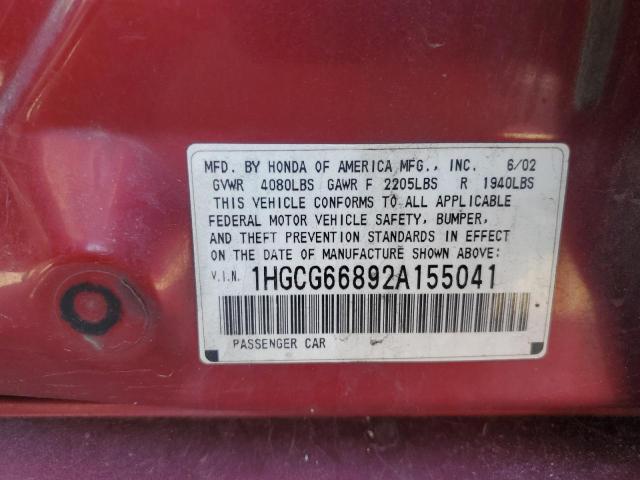 MFD. BY HONDA OF AMERICA MFG., INC. 6/02
GVWR 4080LBS GAWR F 2205LBS R 1940LBS
THIS VEHICLE CONFORMS TO ALL APPLICABLE
FEDERAL MOTOR VEHICLE SAFETY, BUMPER,
AND THEFT PREVENTION STANDARDS IN EFFECT
ON THE DATE OF MANUFACTURE SHOWN ABOVE:
V.I.N. 1HGCG66892A155041
PASSENGER CAR